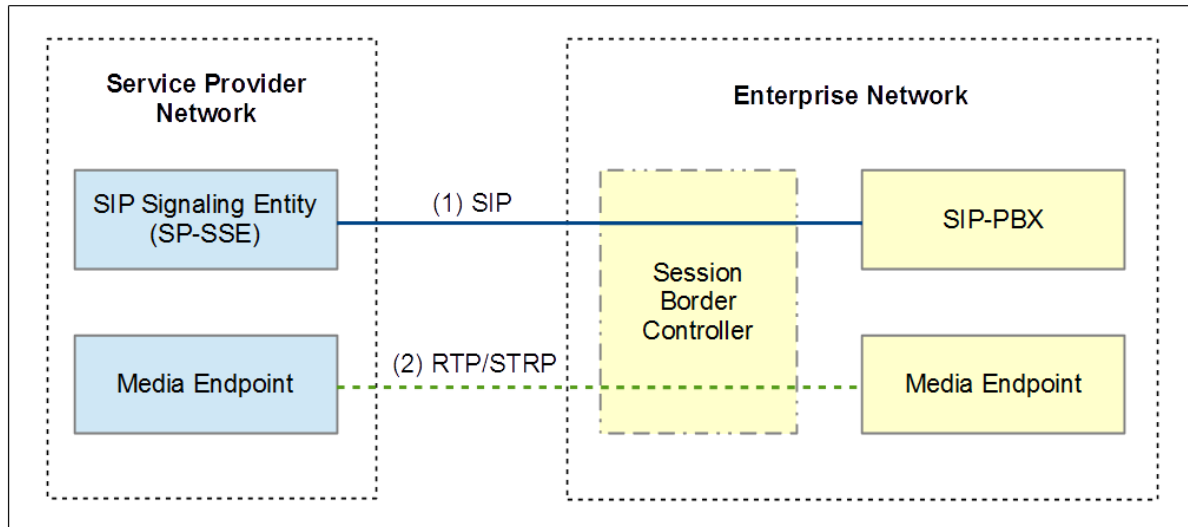 Service Provider
Network
Enterprise Network
SIP Signaling Entity
(SP-SSE)
(1) SIP
SIP-PBX
Session
Border
Controller
Media Endpoint
(2) RTP/STRP
Media Endpoint